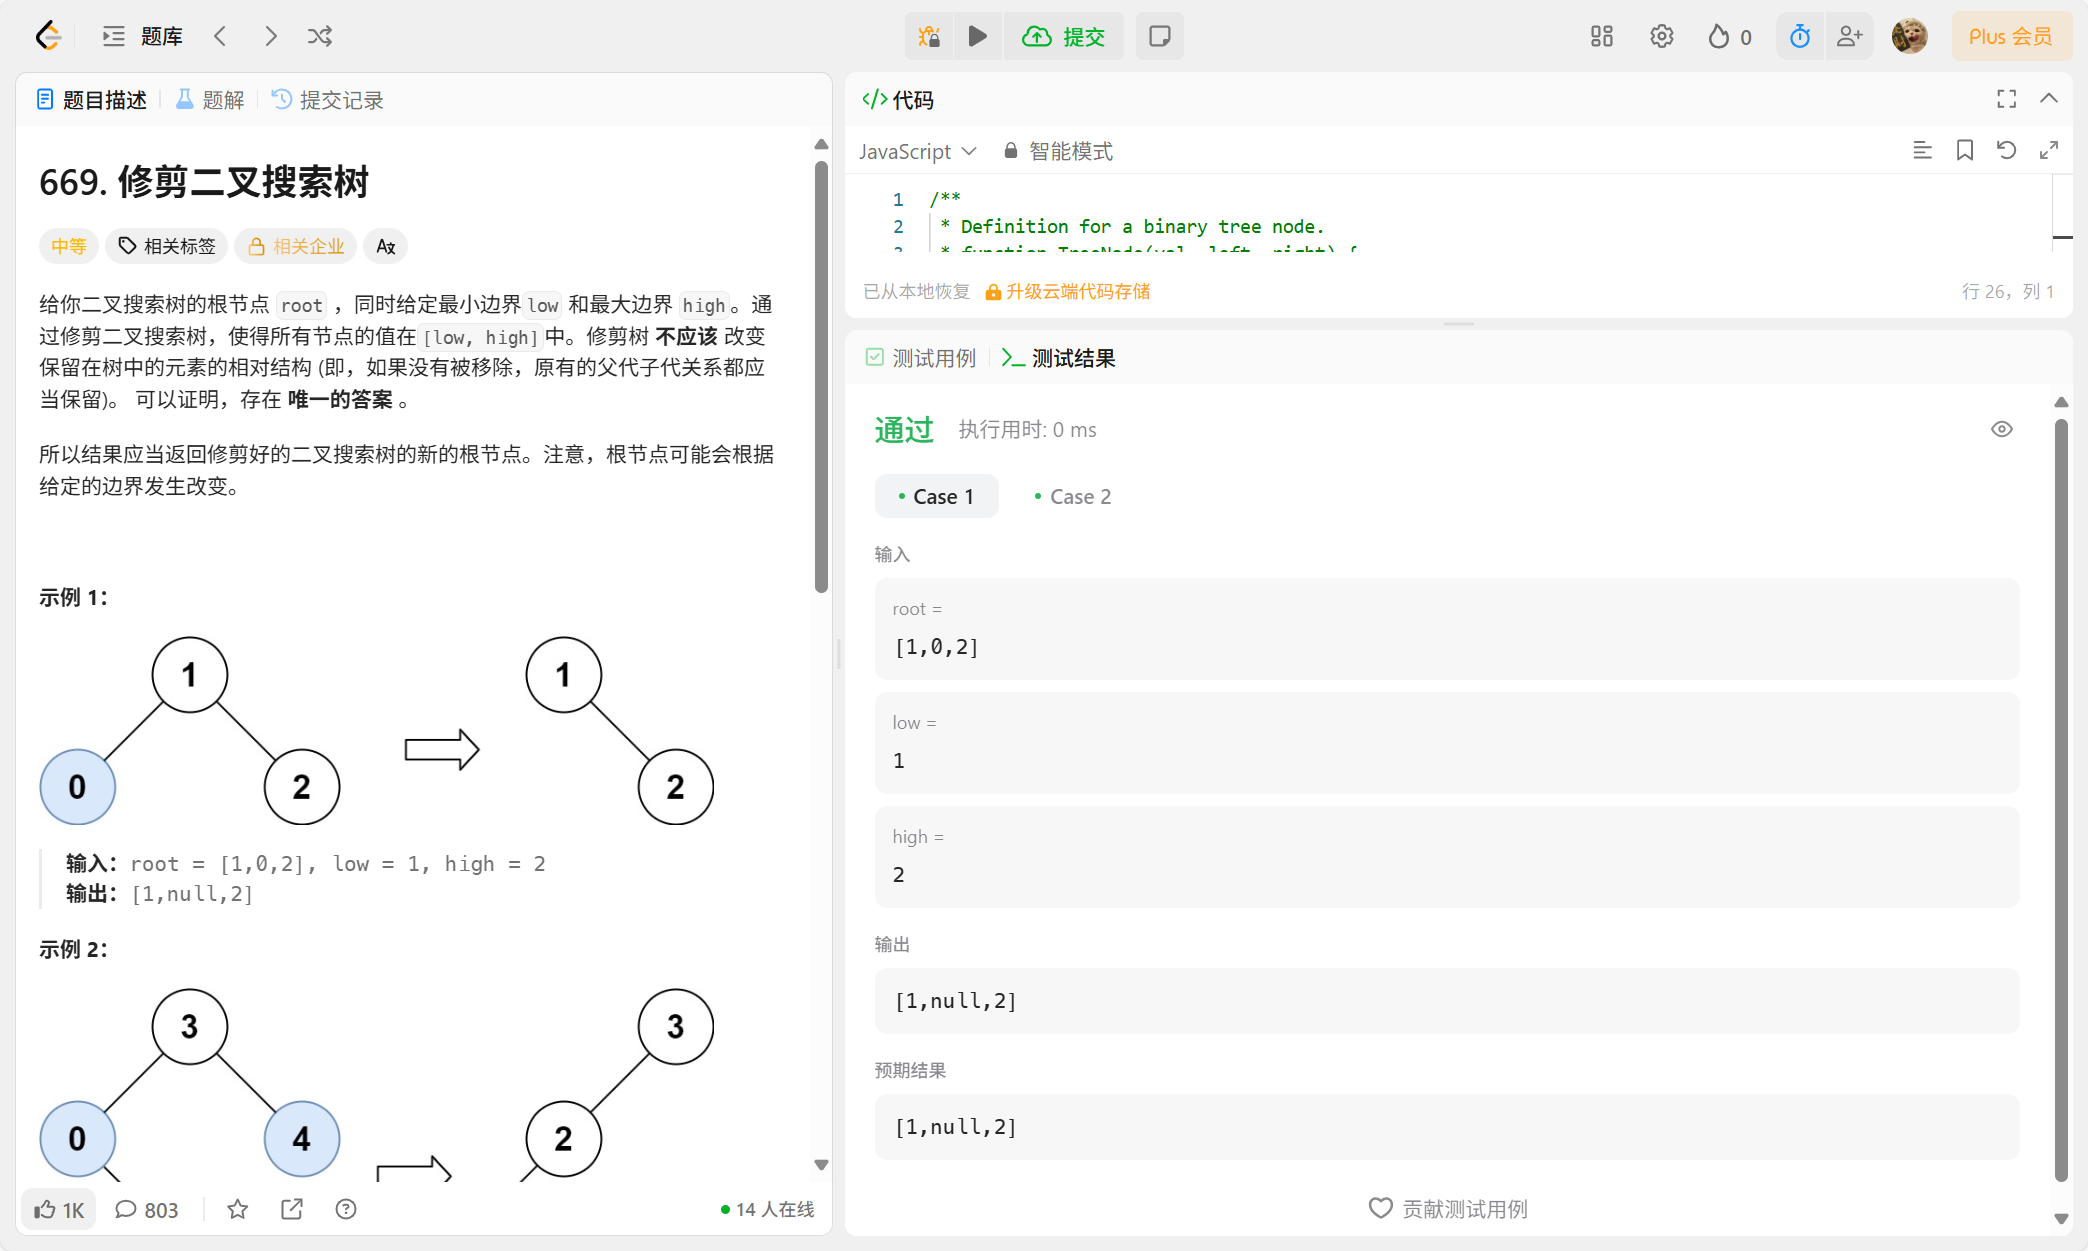 题库
提交
0
Plus 会员
题目描述
题解
提交记录
669. 修剪二叉搜索树
中等
相关标签
相关企业
给你二叉搜索树的根节点 root ，同时给定最小边界low 和最大边界 high。通
过修剪二叉搜索树，使得所有节点的值在[low, high]中。修剪树 不应该 改变
保留在树中的元素的相对结构 (即，如果没有被移除，原有的父代子代关系都应
当保留)。 可以证明，存在 唯一的答案 。
所以结果应当返回修剪好的二叉搜索树的新的根节点。注意，根节点可能会根据
给定的边界发生改变。
示例 1：
1
0
2
1
2
输入：root = [1,0,2], low = 1, high = 2
输出：[1,null,2]
示例 2：
3
0
4
3
2
1K
803
14 人在线
</> 代码
JavaScript
智能模式
1 /**
2 * Definition for a binary tree node.
3 * function TreeNode(val, left, right) {
已从本地恢复
升级云端代码存储
行 26，列 1
测试用例
测试结果
通过
执行用时: 0 ms
Case 1
Case 2
输入
root =
[1,0,2]
low =
1
high =
2
输出
[1,null,2]
预期结果
[1,null,2]
贡献测试用例